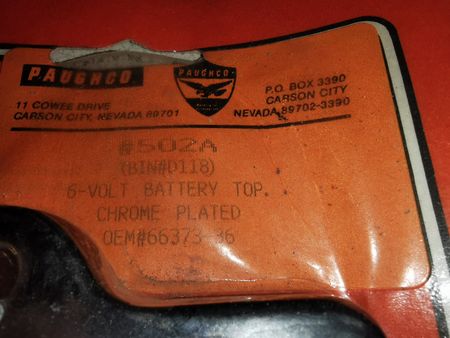 PAUGHCO
PAUGHCO
11 COWEE DRIVE
CARSON CITY, NEVADA 89701
P.O. BOX 3390
CARSON CITY
NEVADA 89702-3390
#502A
(BIN#D118)
6-VOLT BATTERY TOP.
CHROME PLATED
OEM#66373-36